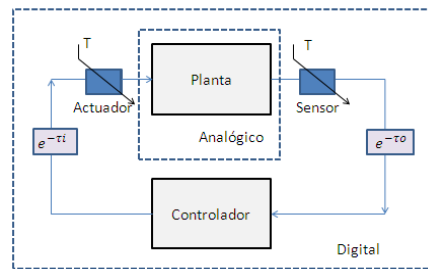 T
T
Planta
Actuador
Sensor
Analógico
e^{-τi}
e^{-τo}
Controlador
Digital